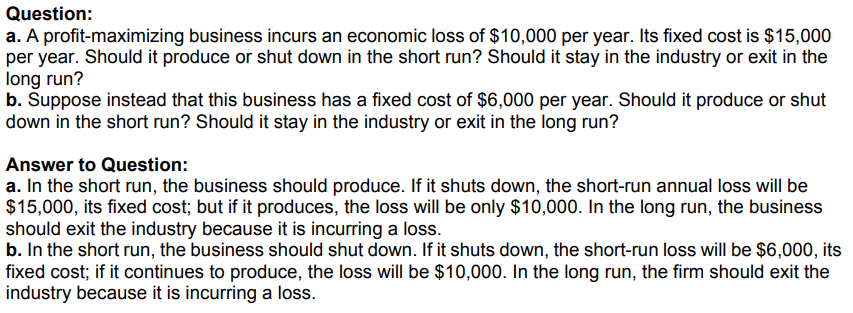 Question:
a. A profit-maximizing business incurs an economic loss of $10,000 per year. Its fixed cost is $15,000
per year. Should it produce or shut down in the short run? Should it stay in the industry or exit in the
long run?
b. Suppose instead that this business has a fixed cost of $6,000 per year. Should it produce or shut
down in the short run? Should it stay in the industry or exit in the long run?
Answer to Question:
a. In the short run, the business should produce. If it shuts down, the short-run annual loss will be
$15,000, its fixed cost; but if it produces, the loss will be only $10,000. In the long run, the business
should exit the industry because it is incurring a loss.
b. In the short run, the business should shut down. If it shuts down, the short-run loss will be $6,000, its
fixed cost; if it continues to produce, the loss will be $10,000. In the long run, the firm should exit the
industry because it is incurring a loss.